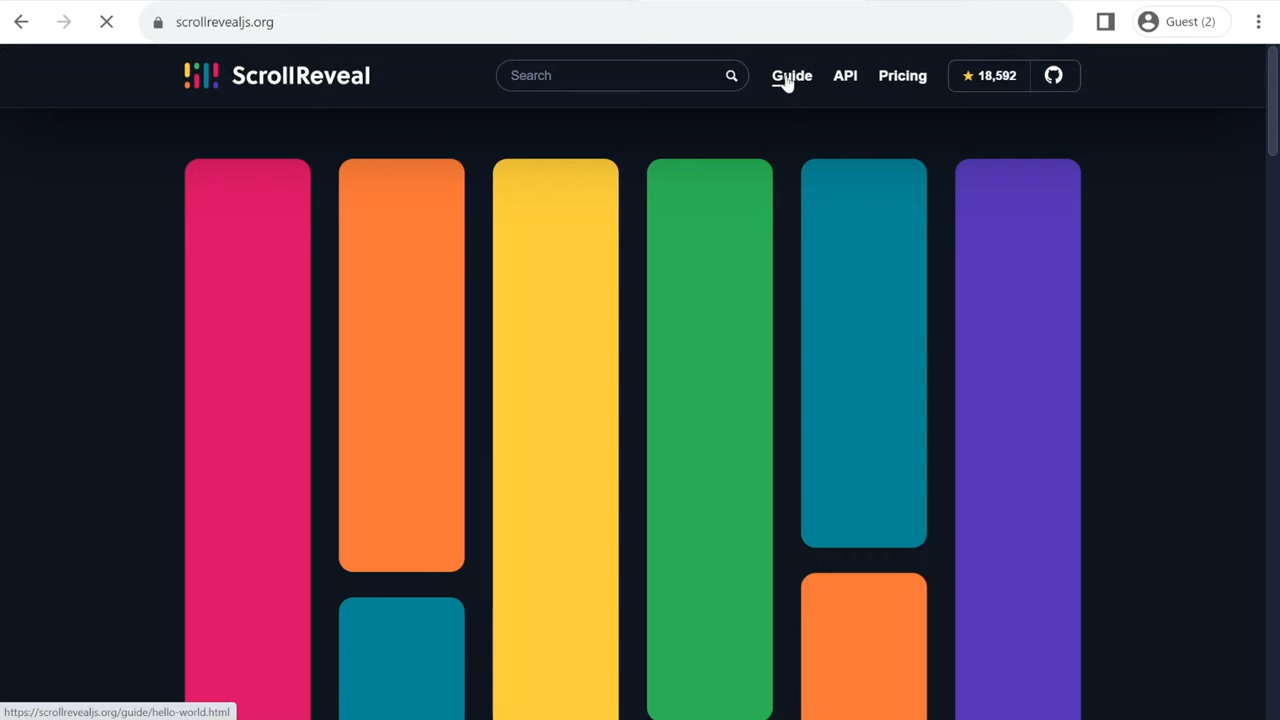 scrollrevealjs.org
Guest (2)
ScrollReveal
Search
Guide
API
Pricing
18,592
https://scrollrevealjs.org/guide/hello-world.html